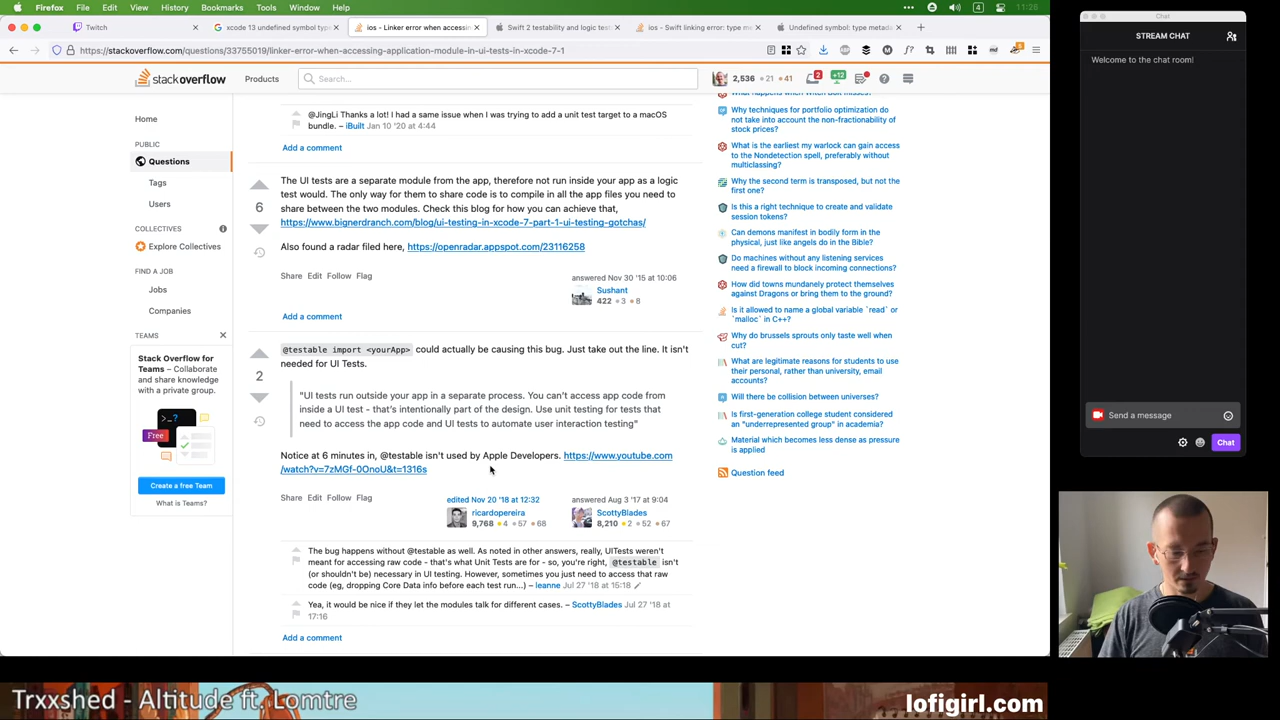 Firefox File Edit View History Bookmarks Tools Window Help 11:28
Twitch
xcode 13 undefined symbol typ
ios - Linker error when accessin
Swift 2 testability and logic test
ios - Swift linking error: type me
Undefined symbol: type metada
https://stackoverflow.com/questions/33755019/linker-error-when-accessing-application-module-in-ui-tests-in-xcode-7-1
stackoverflow
Products
Search...
2,536 21 41
2
+12
Home
PUBLIC
Questions
Tags
Users
COLLECTIVES
Explore Collectives
FIND A JOB
Jobs
Companies
TEAMS
Stack Overflow for
Teams – Collaborate
and share knowledge
with a private group.
Free
Create a free Team
What is Teams?
@JingLi Thanks a lot! I had a same issue when I was trying to add a unit test target to a macOS
bundle. – iBuilt Jan 10 '20 at 4:44
Add a comment
6
The UI tests are a separate module from the app, therefore not run inside your app as a logic
test would. The only way for them to share code is to compile in all the app files you need to
share between the two modules. Check this blog for how you can achieve that,
https://www.bignerdranch.com/blog/ui-testing-in-xcode-7-part-1-ui-testing-gotchas/
Also found a radar filed here, https://openradar.appspot.com/23116258
Share Edit Follow Flag
answered Nov 30 '15 at 10:06
Sushant
422 3 8
Add a comment
2
@testable import <yourApp> could actually be causing this bug. Just take out the line. It isn't
needed for UI Tests.
"UI tests run outside your app in a separate process. You can't access app code from
inside a UI test - that's intentionally part of the design. Use unit testing for tests that
need to access the app code and UI tests to automate user interaction testing"
Notice at 6 minutes in, @testable isn't used by Apple Developers. https://www.youtube.com
/watch?v=7zMGf-0OnoU&t=1316s
Share Edit Follow Flag
edited Nov 20 '18 at 12:32
ricardopereira
9,768 4 57 68
answered Aug 3 '17 at 9:04
ScottyBlades
8,210 2 52 67
The bug happens without @testable as well. As noted in other answers, really, UITests weren't
meant for accessing raw code - that's what Unit Tests are for - so, you're right, @testable isn't
(or shouldn't be) necessary in UI testing. However, sometimes you just need to access that raw
code (eg, dropping Core Data info before each test run...) – leanne Jul 27 '18 at 15:18
Yea, it would be nice if they let the modules talk for different cases. – ScottyBlades Jul 27 '18 at
17:16
Add a comment
Why do techniques for portfolio optimization do
not take into account the non-fractionability of
stock prices?
What is the earliest my warlock can gain access
to the Nondetection spell, preferably without
multiclassing?
Why the second term is transposed, but not the
first one?
Is this a right technique to create and validate
session tokens?
Can demons manifest in bodily form in the
physical, just like angels do in the Bible?
Do machines without any listening services
need a firewall to block incoming connections?
How did towns mundanely protect themselves
against Dragons or bring them to the ground?
Is it allowed to name a global variable `read` or
`malloc` in C++?
Why do brussels sprouts only taste well when
cut?
What are legitimate reasons for students to use
their personal, rather than university, email
accounts?
Will there be collision between universes?
Is first-generation college student considered
an "underrepresented group" in academia?
Material which becomes less dense as pressure
is applied
Question feed
Chat
STREAM CHAT
Welcome to the chat room!
Send a message
Chat
Trxxshed - Altitude ft. Lomtre
lofigirl.com